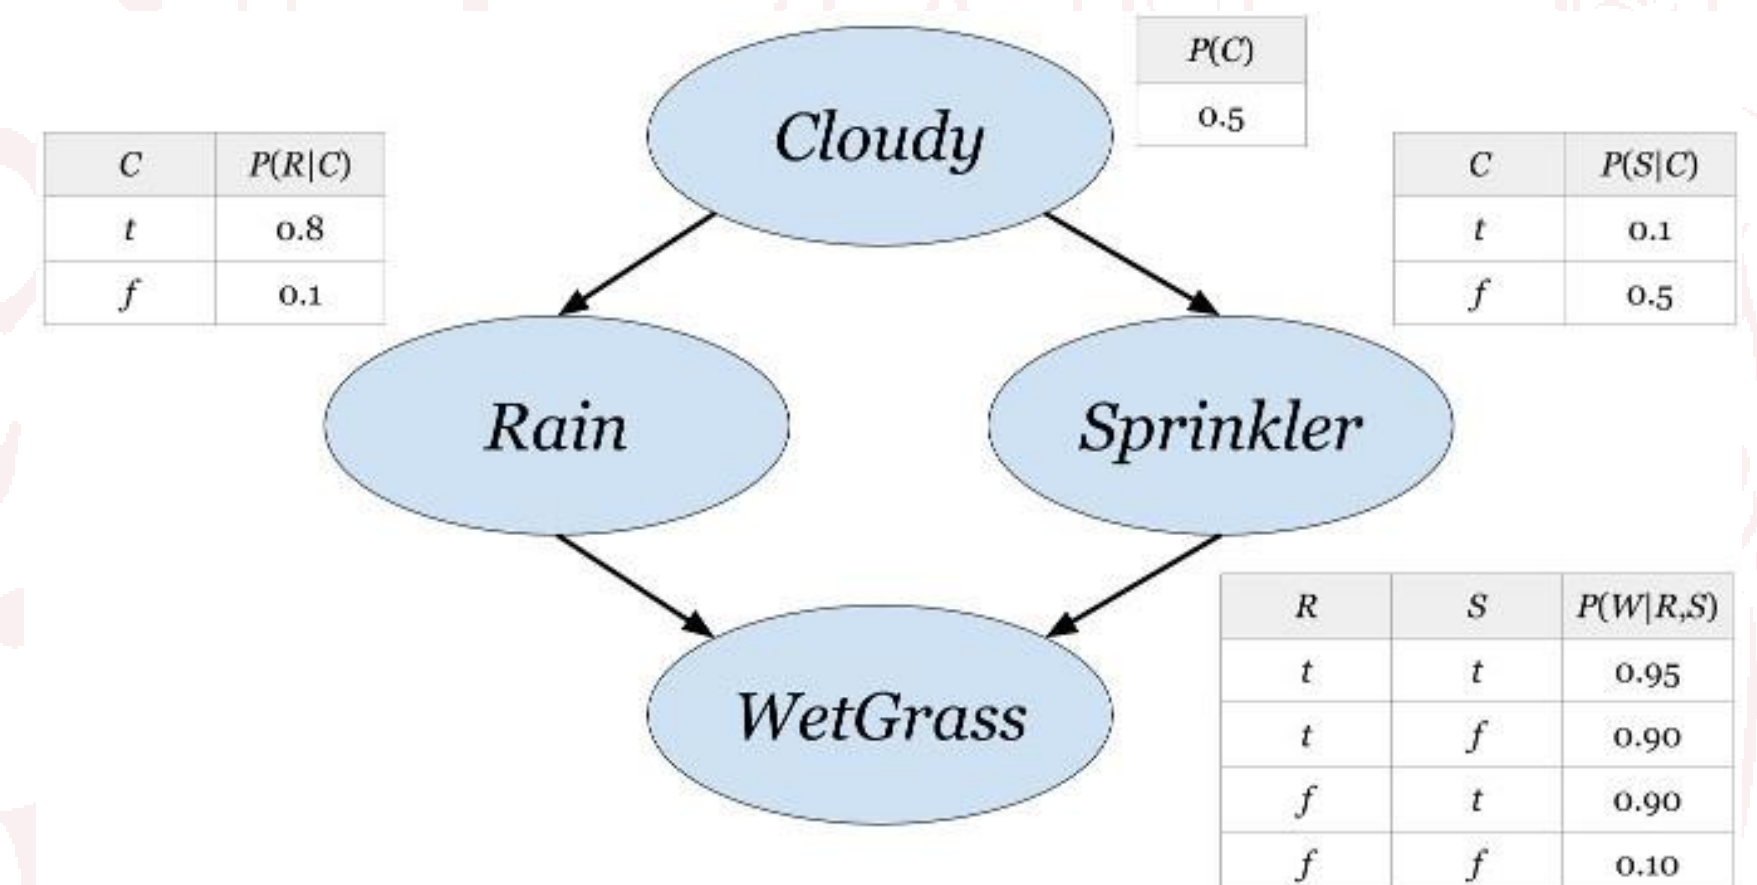 P(C)
0.5
Cloudy
C P(R|C)
t 0.8
f 0.1
C P(S|C)
t 0.1
f 0.5
Rain
Sprinkler
WetGrass
R S P(W|R,S)
t t 0.95
t f 0.90
f t 0.90
f f 0.10